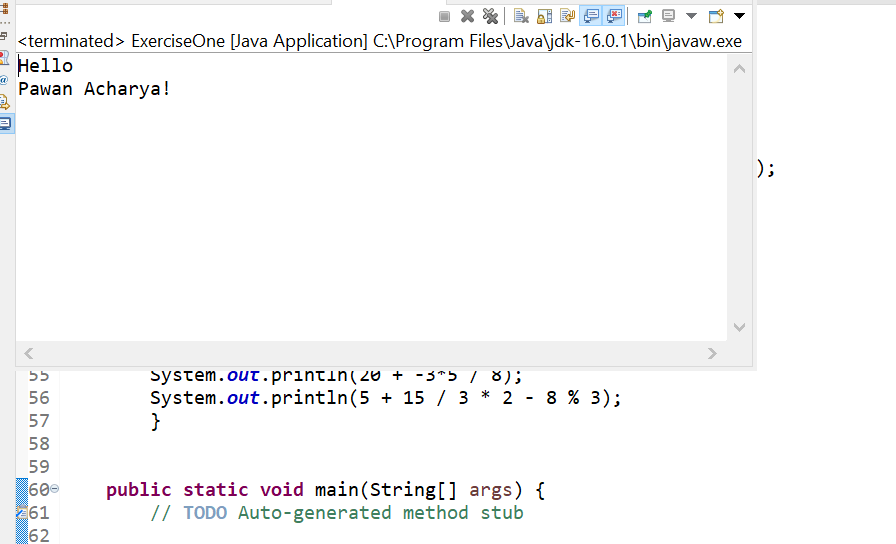 <terminated> ExerciseOne [Java Application] C:\Program Files\Java\jdk-16.0.1\bin\javaw.exe
Hello
Pawan Acharya!
);
55 System.out.println(20 + -3*5 / 8);
56 System.out.println(5 + 15 / 3 * 2 - 8 % 3);
57 }
58
59
60 public static void main(String[] args) {
61 // TODO Auto-generated method stub
62